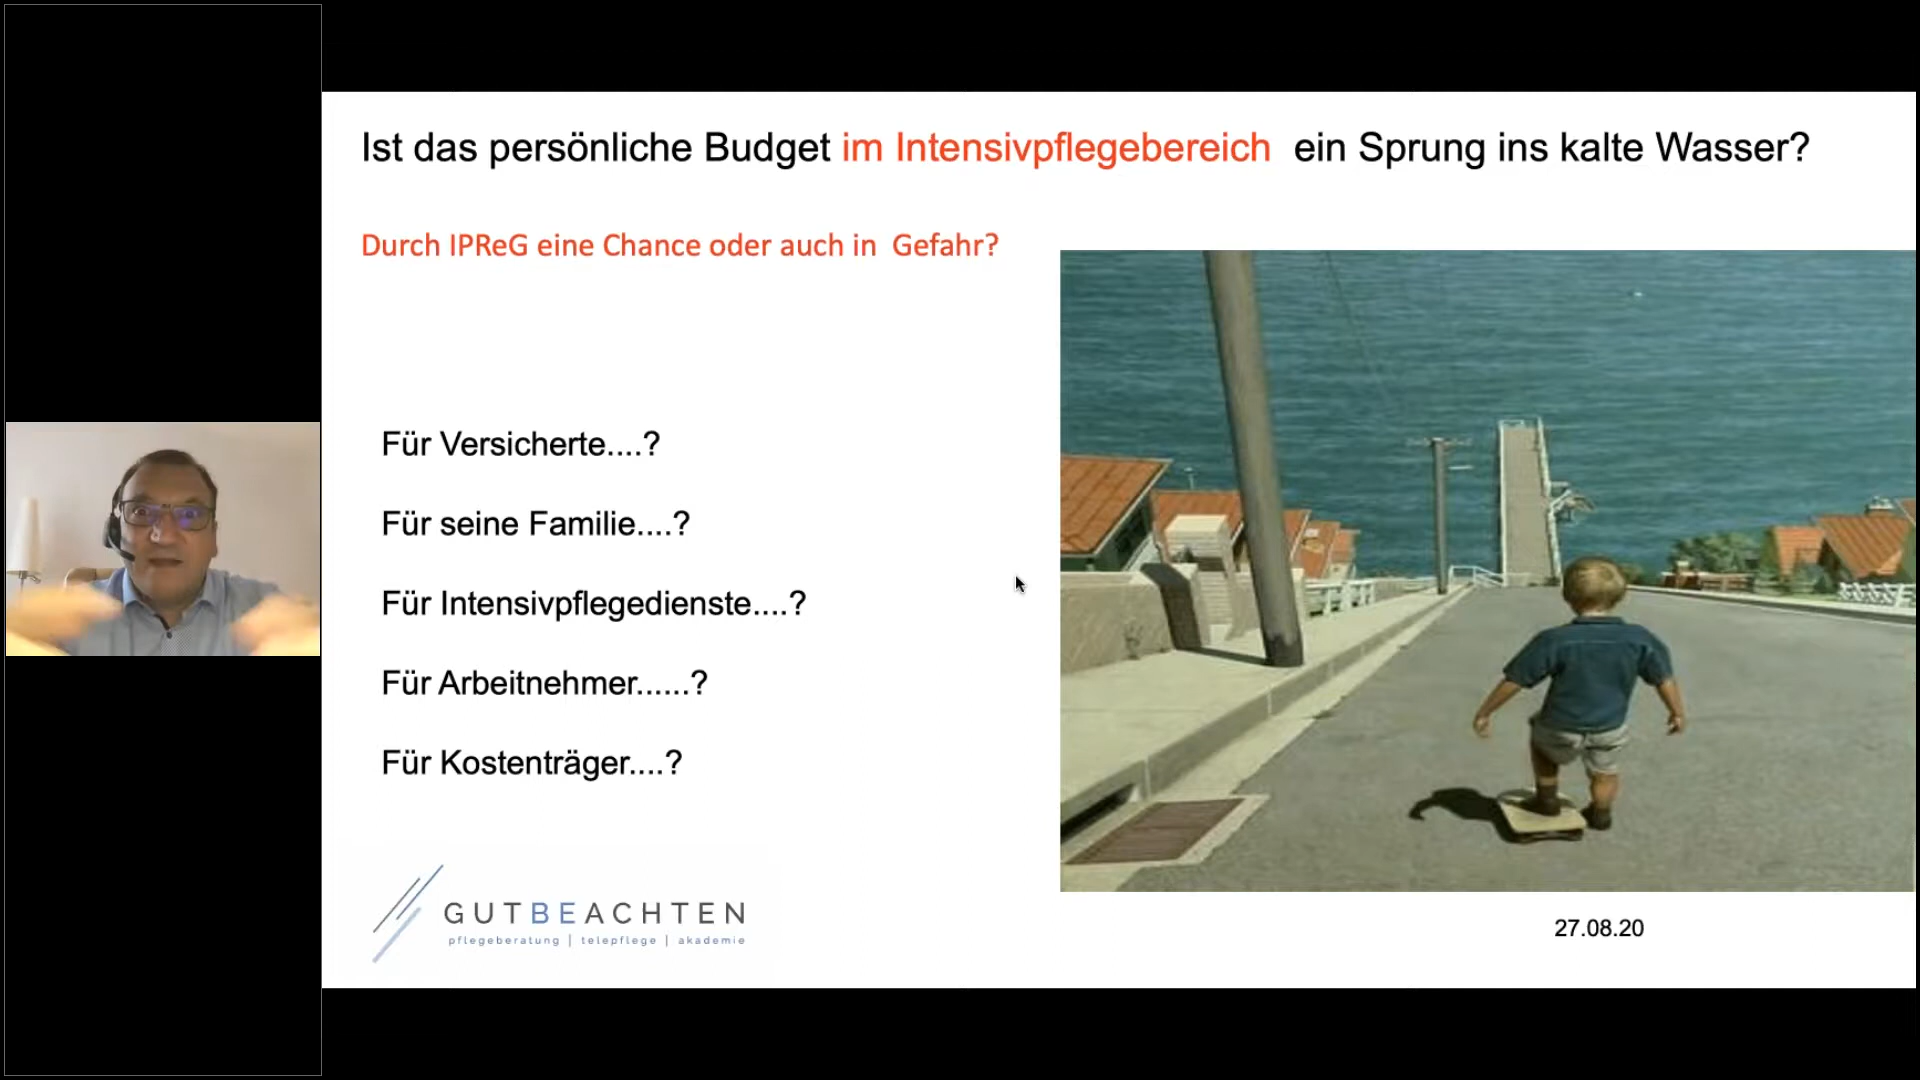 Ist das persönliche Budget im Intensivpflegebereich ein Sprung ins kalte Wasser?
Durch IPReG eine Chance oder auch in Gefahr?
Für Versicherte....?
Für seine Familie....?
Für Intensivpflegedienste....?
Für Arbeitnehmer......?
Für Kostenträger....?
GUTBEACHTEN
pflegeberatung | telepflege | akademie
27.08.20